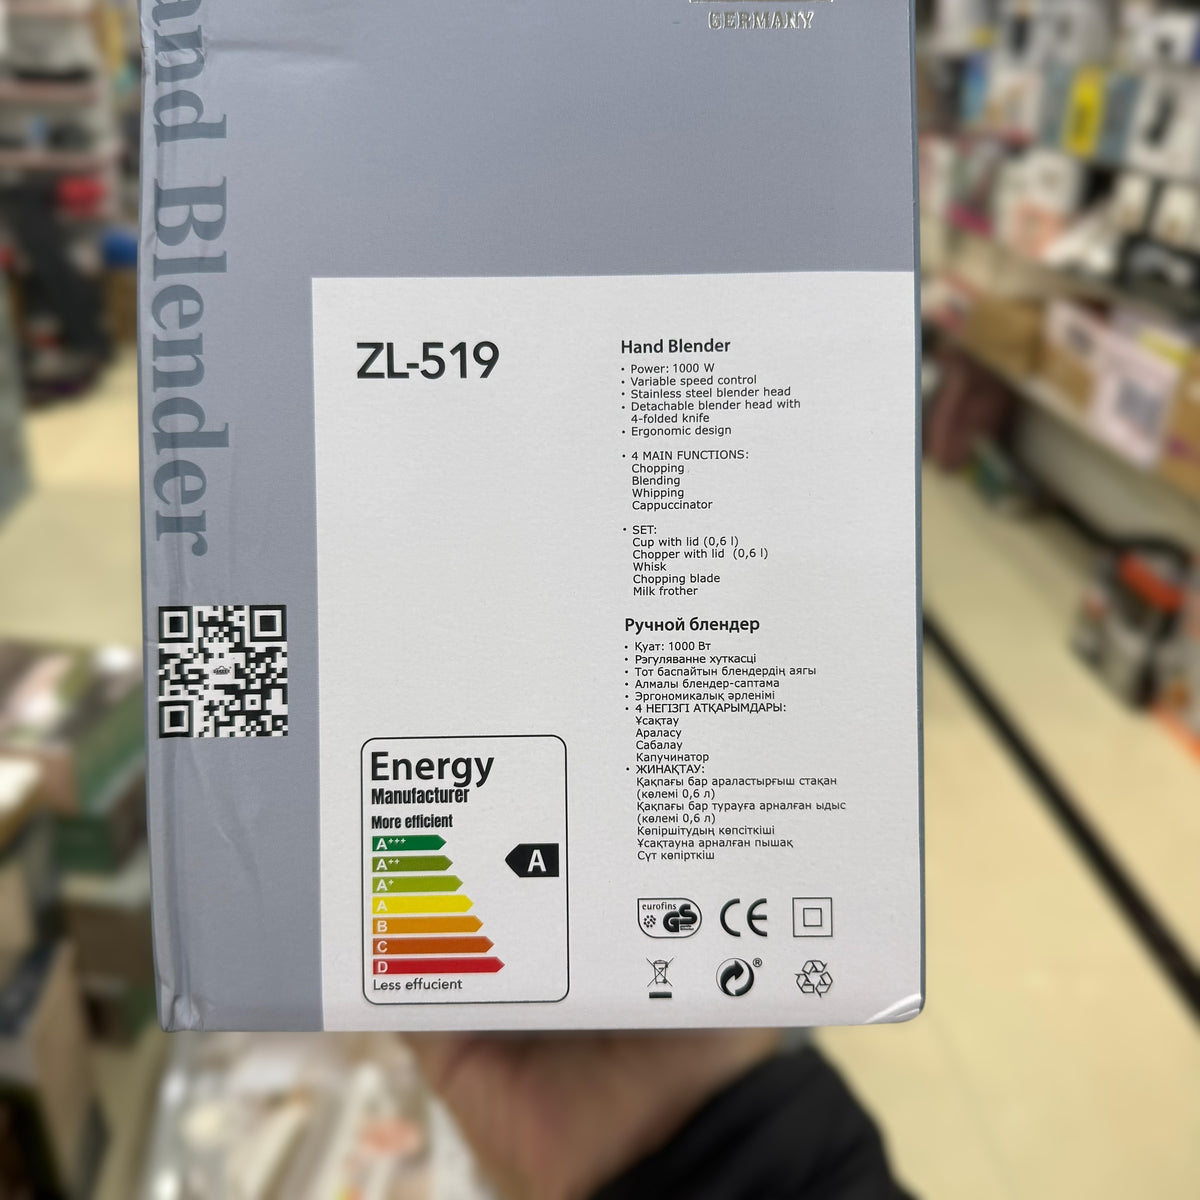 GERMANY
and Blender
ZL-519
Hand Blender
• Power: 1000 W
• Variable speed control
• Stainless steel blender head
• Detachable blender head with
4-folded knife
• Ergonomic design
• 4 MAIN FUNCTIONS:
Chopping
Blending
Whipping
Cappuccinator
• SET:
Cup with lid (0,6 l)
Chopper with lid (0,6 l)
Whisk
Chopping blade
Milk frother
Ручной блендер
• Қуат: 1000 Вт
• Рэгуляванне хуткасці
• Тот баспайтын блендердің аягы
• Алмалы блендер-саптама
• Эргономикалық әрленімі
• 4 НЕГІЗГІ АТҚАРЫМДАРЫ:
Ұсақтау
Араласу
Сабалау
Капучинатор
• ЖИНАҚТАУ:
Қақпағы бар араластырғыш стақан
(көлемі 0,6 л)
Қақпағы бар турауға арналған ыдыс
(көлемі 0,6 л)
Көпіршітудың көпсіткіші
Ұсақтауна арналған пышақ
Сүт көпірткіш
Energy
Manufacturer
More efficient
A+++
A++
A+
A
B
C
D
A
Less effucient
eurofins
GS
CE
®